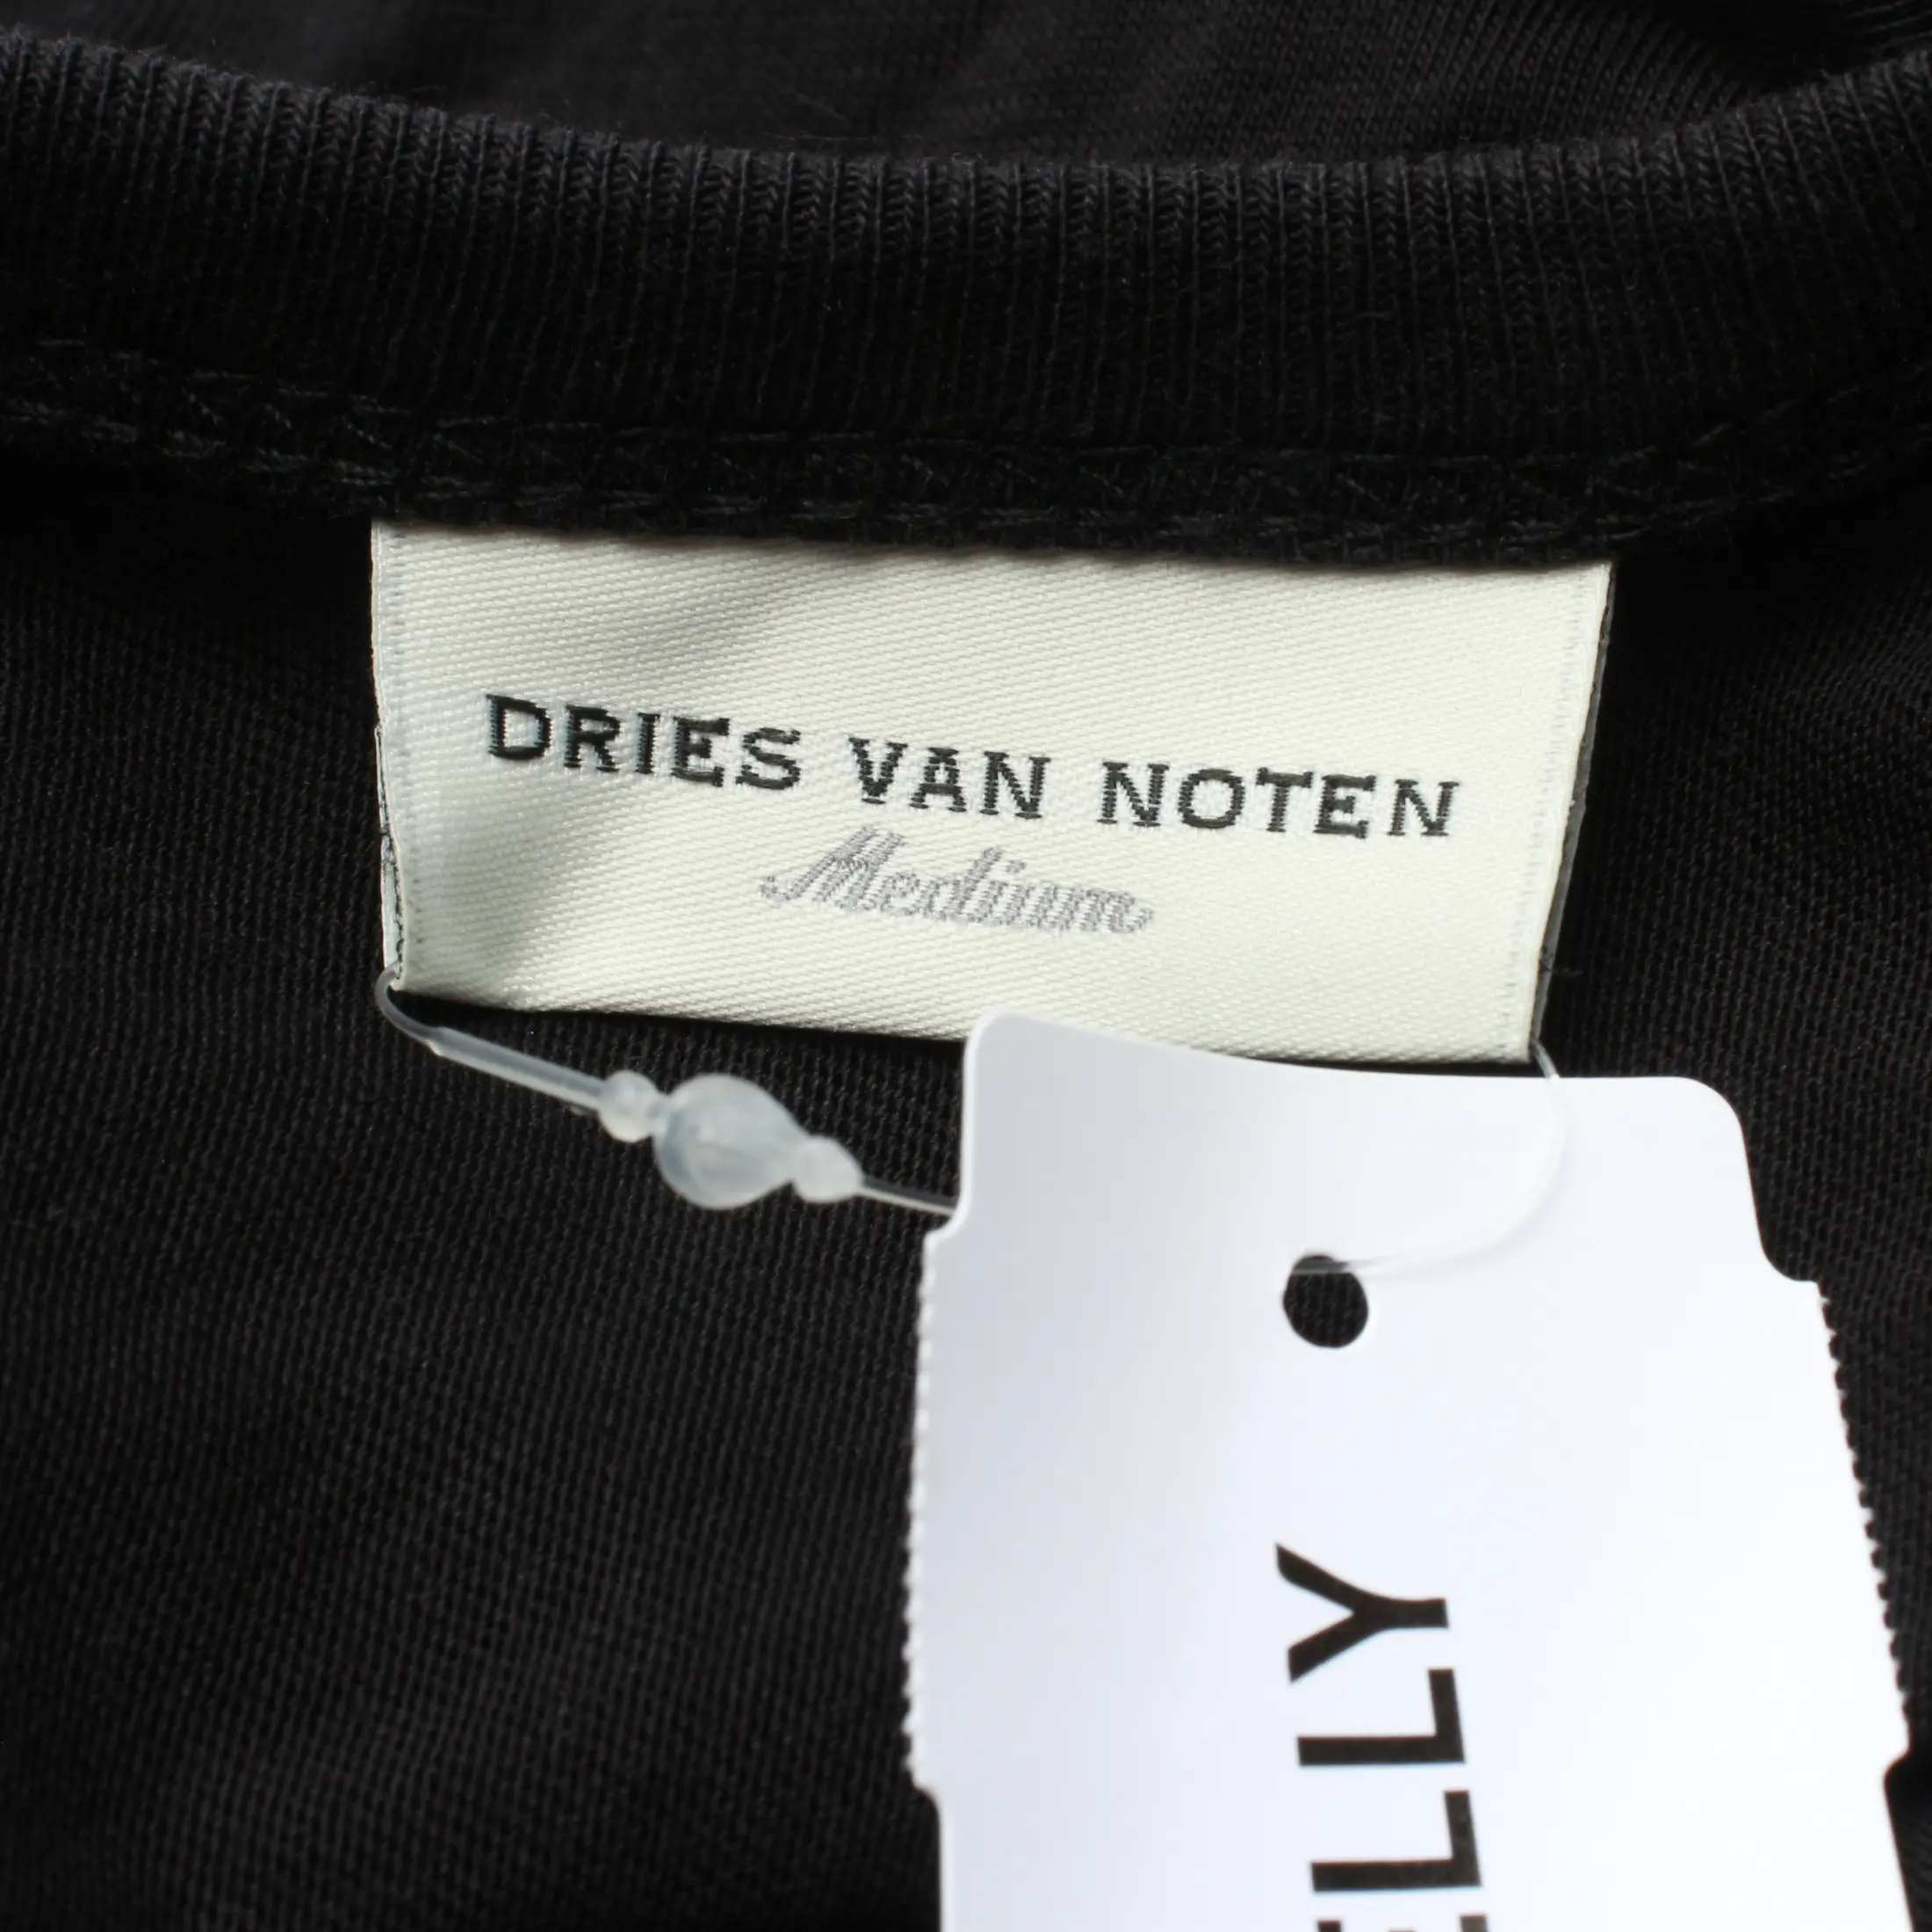 DRIES VAN NOTEN
Medium
ELLY